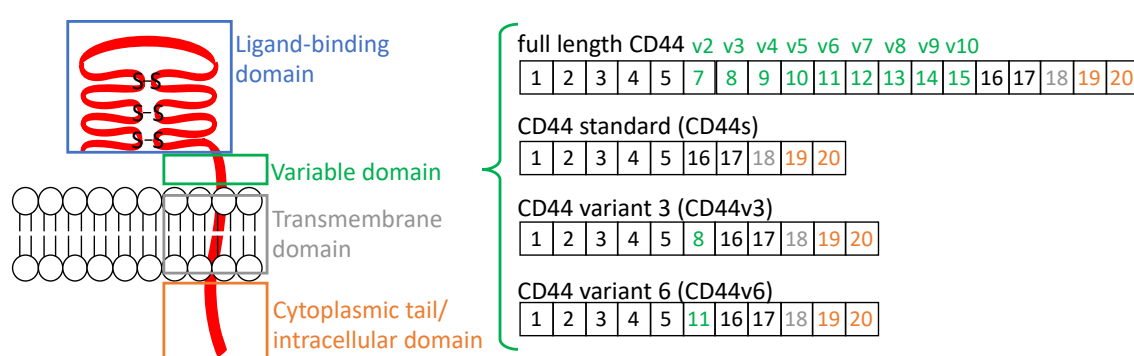 Ligand-binding
domain
S-S
S-S
S-S
Variable domain
Transmembrane
domain
Cytoplasmic tail/
intracellular domain
full length CD44 v2 v3 v4 v5 v6 v7 v8 v9 v10
1 2 3 4 5 7 8 9 10 11 12 13 14 15 16 17 18 19 20
CD44 standard (CD44s)
1 2 3 4 5 16 17 18 19 20
CD44 variant 3 (CD44v3)
1 2 3 4 5 8 16 17 18 19 20
CD44 variant 6 (CD44v6)
1 2 3 4 5 11 16 17 18 19 20